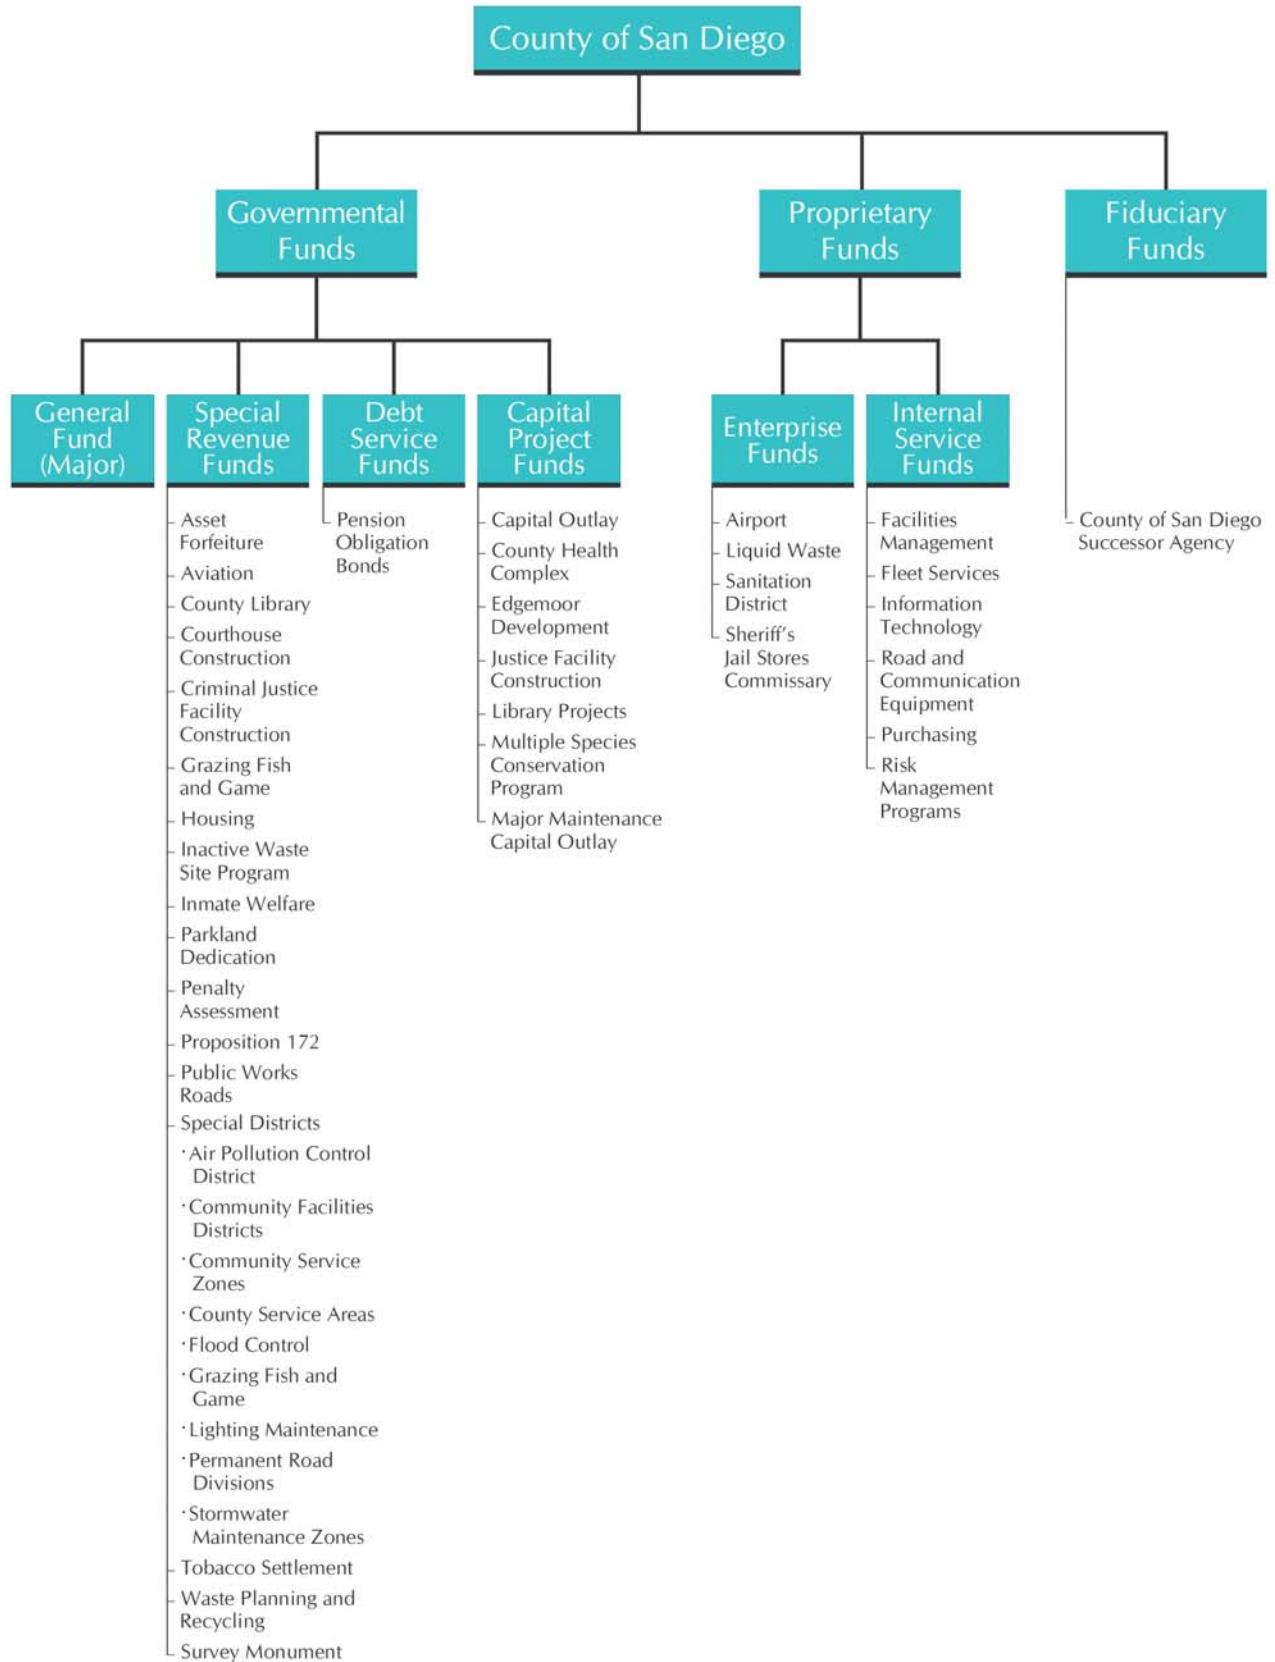 County of San Diego
Governmental
Funds
Proprietary
Funds
Fiduciary
Funds
General
Fund
(Major)
Special
Revenue
Funds
Debt
Service
Funds
Capital
Project
Funds
Enterprise
Funds
Internal
Service
Funds
Asset
Forfeiture
Aviation
County Library
Courthouse
Construction
Criminal Justice
Facility
Construction
Grazing Fish
and Game
Housing
Inactive Waste
Site Program
Inmate Welfare
Parkland
Dedication
Penalty
Assessment
Proposition 172
Public Works
Roads
Special Districts
· Air Pollution Control
District
· Community Facilities
Districts
· Community Service
Zones
· County Service Areas
· Flood Control
· Grazing Fish and
Game
· Lighting Maintenance
· Permanent Road
Divisions
· Stormwater
Maintenance Zones
Tobacco Settlement
Waste Planning and
Recycling
Survey Monument
Pension
Obligation
Bonds
Capital Outlay
County Health
Complex
Edgemoor
Development
Justice Facility
Construction
Library Projects
Multiple Species
Conservation
Program
Major Maintenance
Capital Outlay
Airport
Liquid Waste
Sanitation
District
Sheriff's
Jail Stores
Commissary
Facilities
Management
Fleet Services
Information
Technology
Road and
Communication
Equipment
Purchasing
Risk
Management
Programs
County of San Diego
Successor Agency